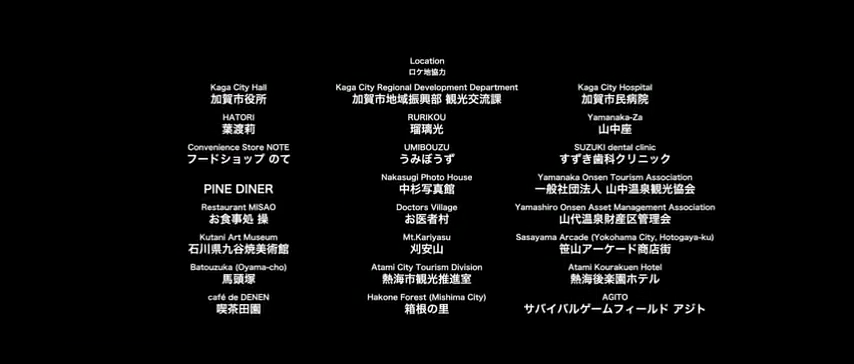 Location
ロケ地協力
Kaga City Hall
加賀市役所
Kaga City Regional Development Department
加賀市地域振興部 観光交流課
Kaga City Hospital
加賀市民病院
HATORI
葉渡莉
RURIKOU
瑠璃光
Yamanaka-Za
山中座
Convenience Store NOTE
フードショップ のて
UMIBOUZU
うみぼうず
SUZUKI dental clinic
すずき歯科クリニック
PINE DINER
Nakasugi Photo House
中杉写真館
Yamanaka Onsen Tourism Association
一般社団法人 山中温泉観光協会
Restaurant MISAO
お食事処 操
Doctors Village
お医者村
Yamashiro Onsen Asset Management Association
山代温泉財産区管理会
Kutani Art Museum
石川県九谷焼美術館
Mt.Kariyasu
刈安山
Sasayama Arcade (Yokohama City, Hotogaya-ku)
笹山アーケード商店街
Batouzuka (Oyama-cho)
馬頭塚
Atami City Tourism Division
熱海市観光推進室
Atami Kourakuen Hotel
熱海後楽園ホテル
café de DENEN
喫茶田園
Hakone Forest (Mishima City)
箱根の里
AGITO
サバイバルゲームフィールド アジト